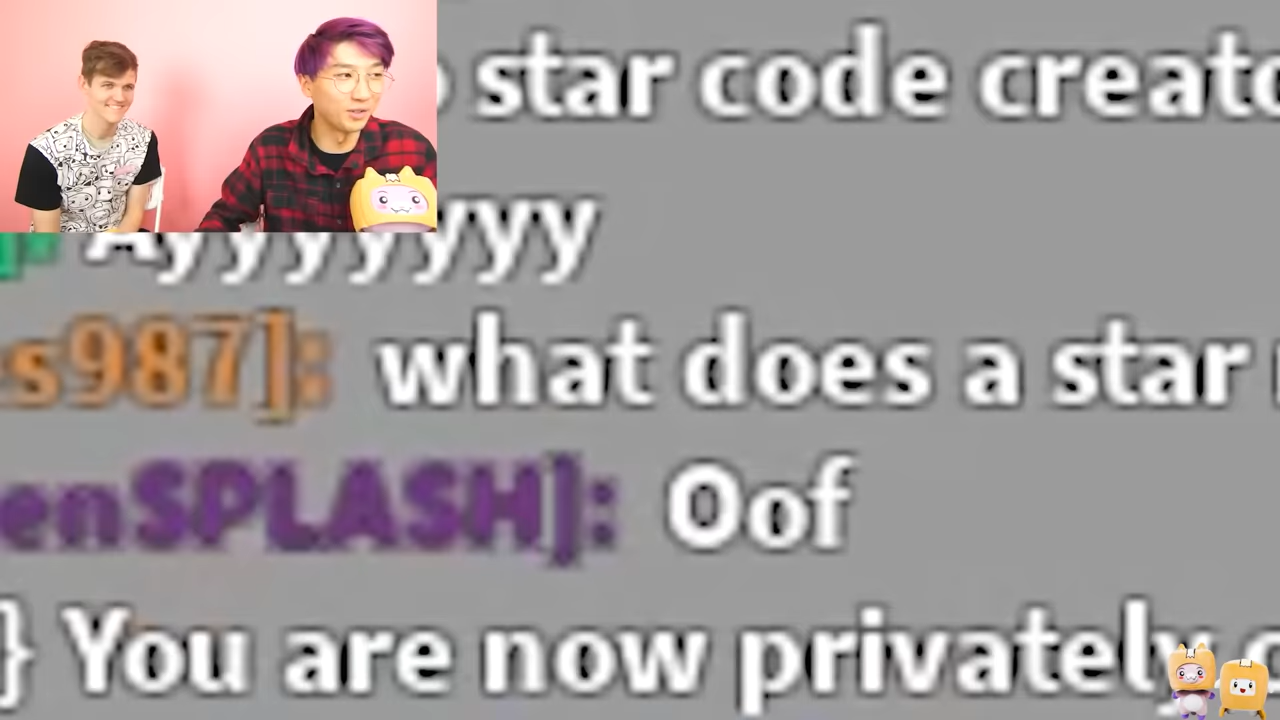 star code creato
]: Ayyyyyyy
s987]: what does a star
enSPLASH]: Oof
} You are now privately